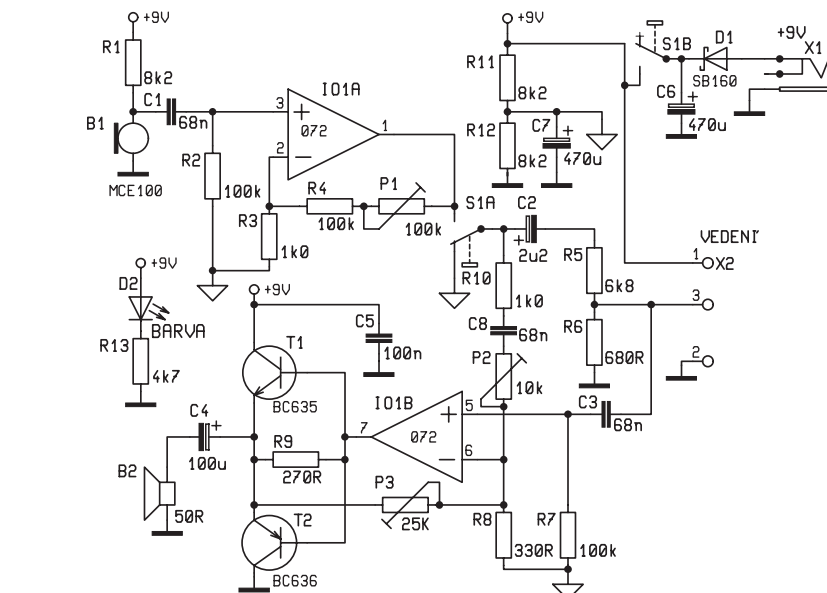 +9V
R1
8k2
C1
68n
B1
MCE100
R2
100k
3
IO1A
072
1
2
R4
100k
P1
100k
R3
1k0
+9V
R11
8k2
R12
8k2
C7
470u
S1B
D1
SB160
+9V
X1
C6
470u
S1A
C2
2u2
R10
1k0
R5
6k8
VEDENI
1
X2
3
2
C8
68n
R6
680R
P2
10k
C3
68n
+9V
D2
BARVA
R13
4k7
+9V
C5
100n
T1
BC635
IO1B
5
072
7
6
C4
100u
R9
270R
B2
50R
P3
25K
T2
BC636
R8
330R
R7
100k